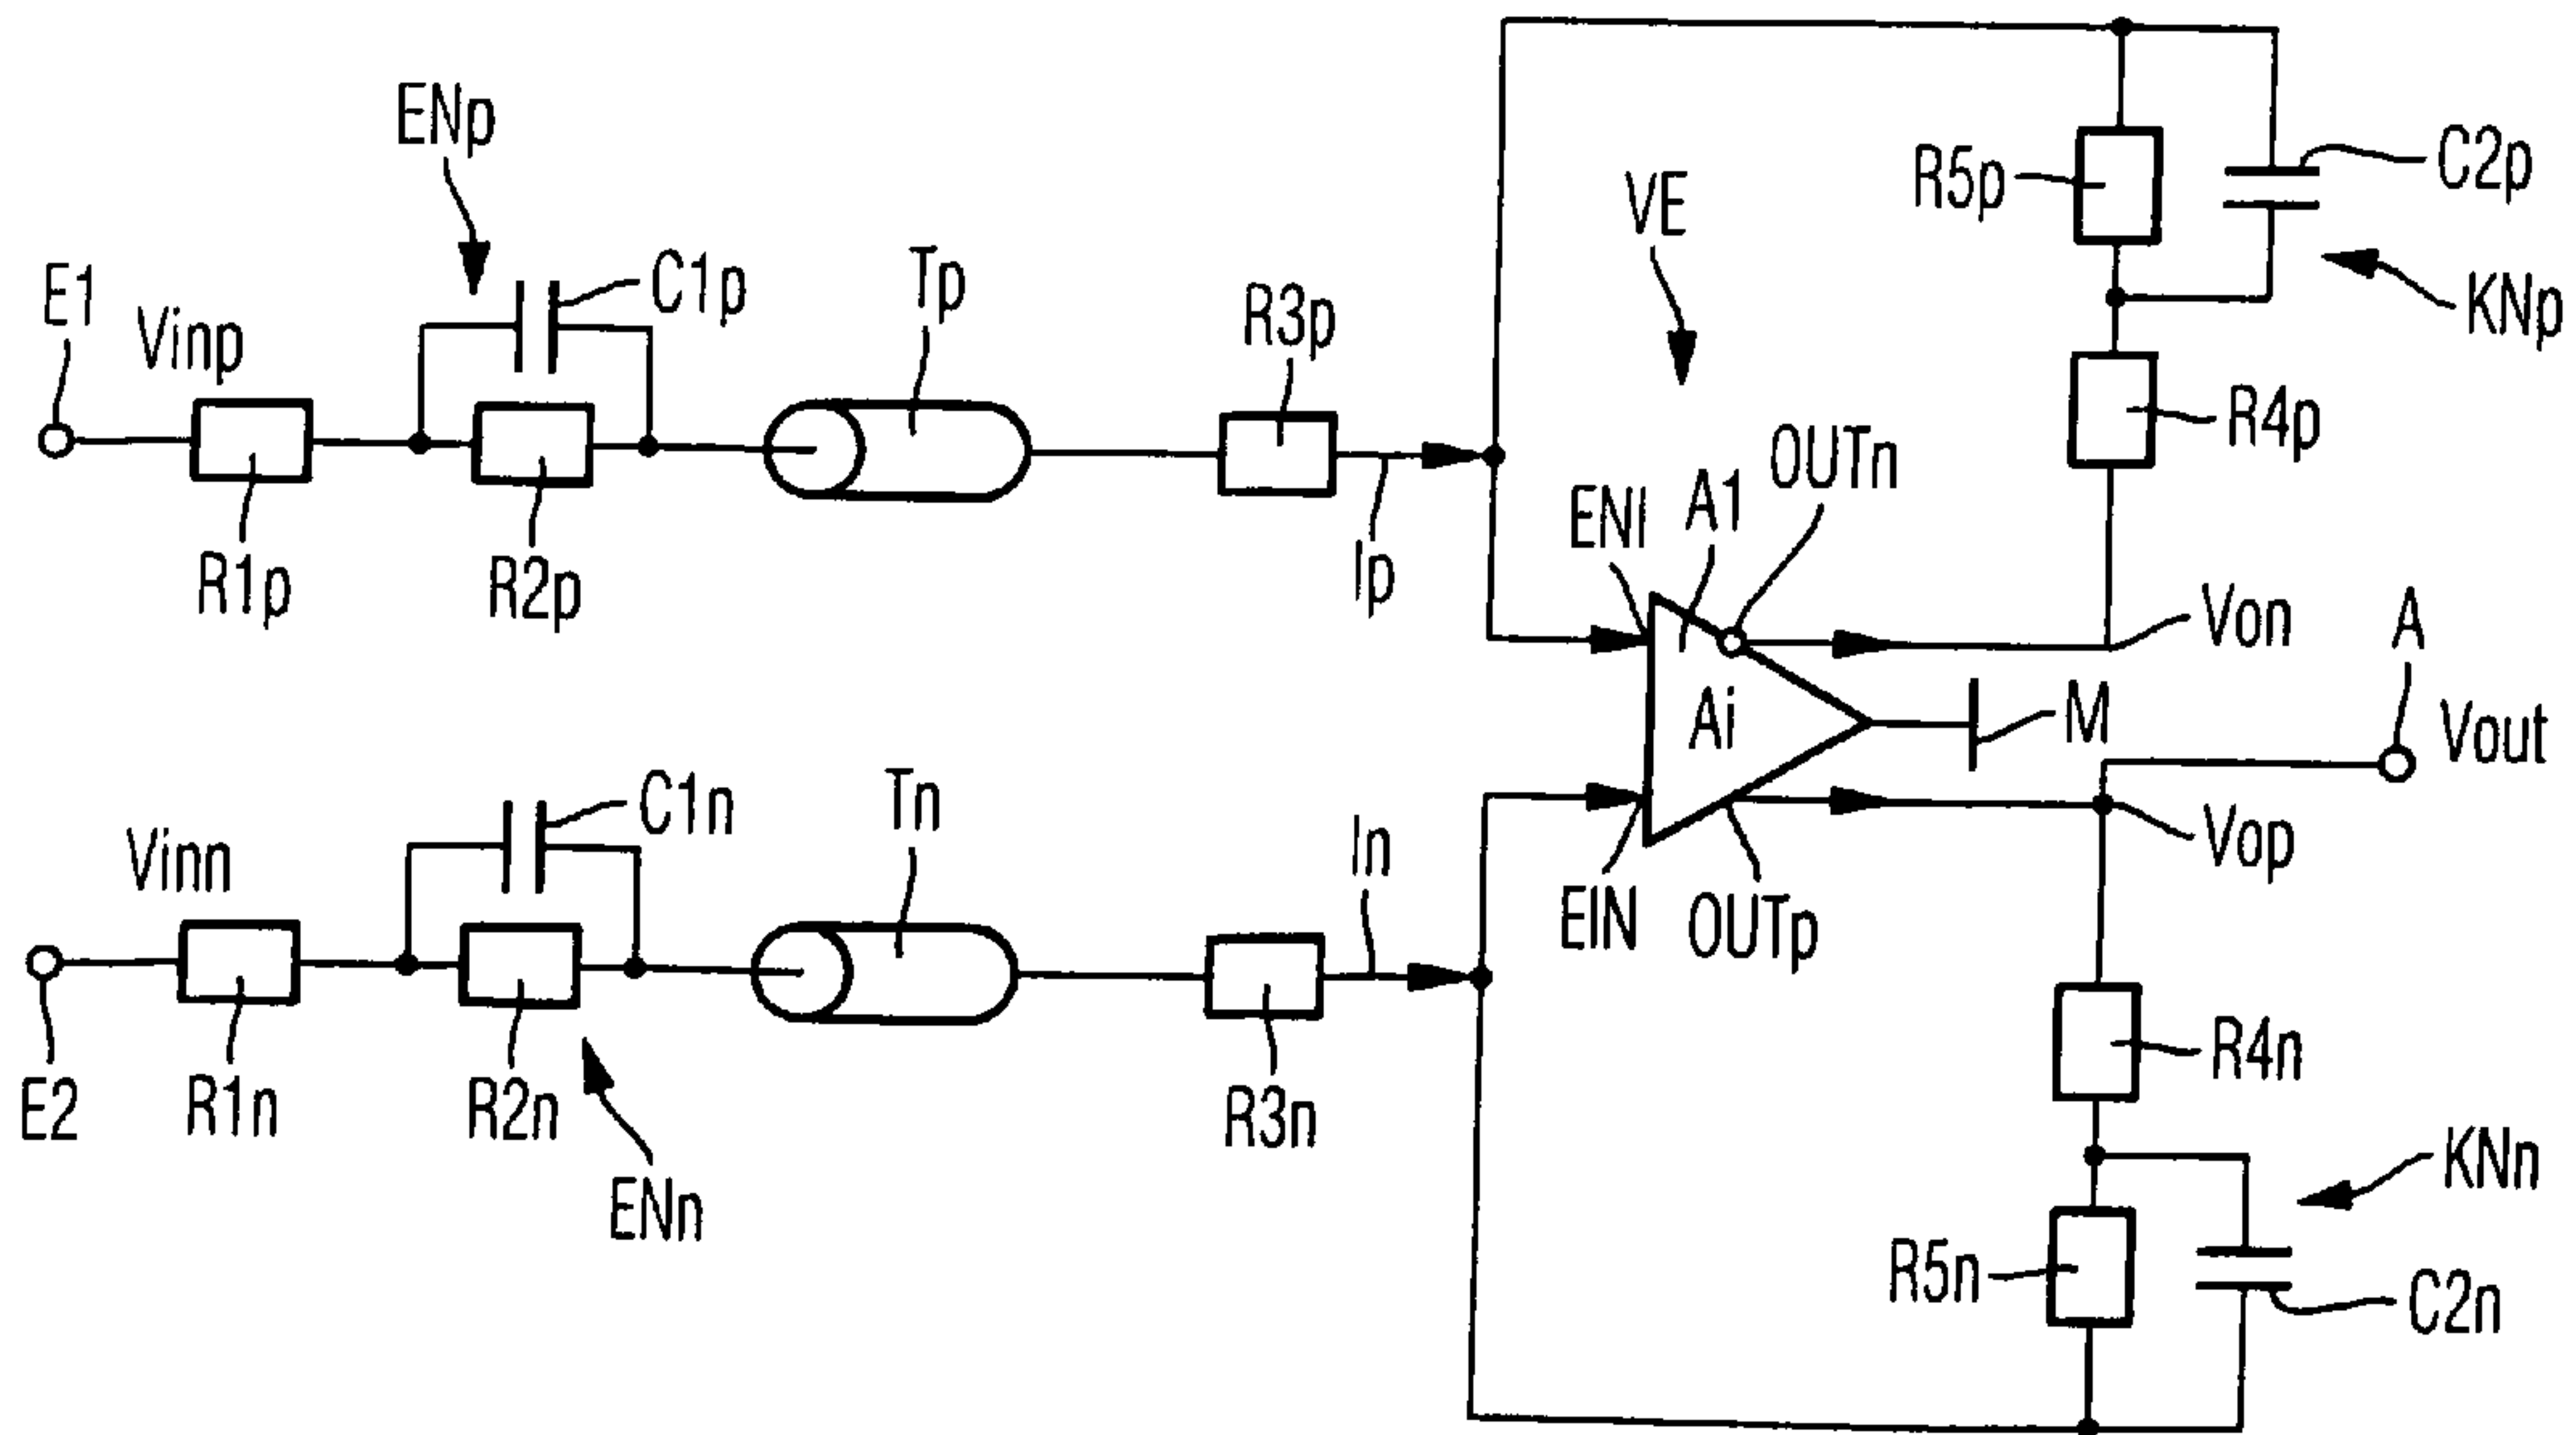 ENp
C2p
R5p
VE
E1
Vinp
C1p
Tp
R3p
KNp
R4p
OUTn
A1
ENI
R1p
R2p
Ip
Von
A
Ai
M
Vout
Vinn
C1n
Tn
In
EIN
OUTp
Vop
E2
R1n
R2n
R3n
R4n
ENn
KNn
R5n
C2n